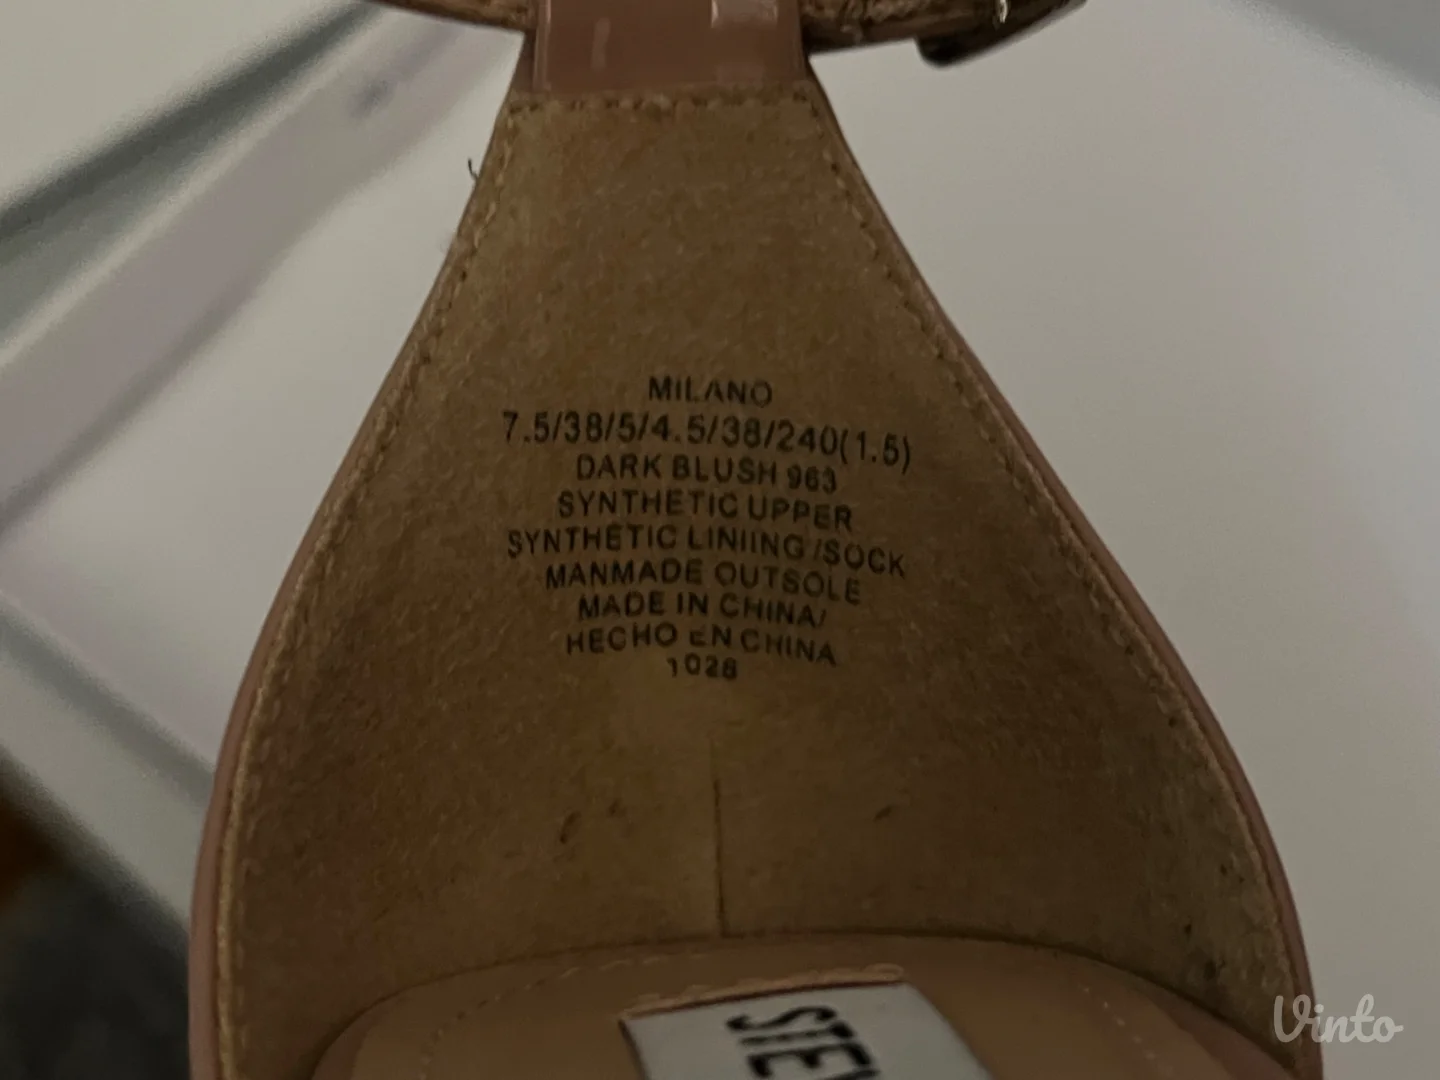 MILANO
7.5/38/5/4.5/38/240(1.5)
DARK BLUSH 963
SYNTHETIC UPPER
SYNTHETIC LINIING /SOCK
MANMADE OUTSOLE
MADE IN CHINA/
HECHO EN CHINA
1028
STEV
Vinto